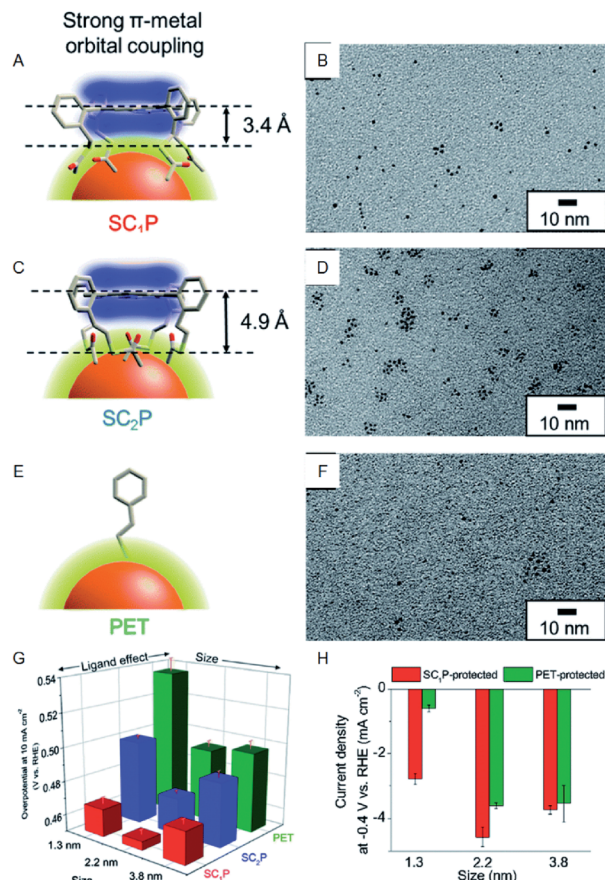 Strong π-metal
orbital coupling
A
3.4 Å
SC₁P
B
10 nm
C
4.9 Å
SC₂P
D
10 nm
E
PET
F
10 nm
G
Ligand effect
Size
Overpotential at 10 mA cm⁻²
(V vs. RHE)
0.54
0.52
0.50
0.48
0.46
1.3 nm
2.2 nm
3.8 nm
Size
SC₁P
SC₂P
PET
H
SC₁P-protected
PET-protected
Current density
at -0.4 V vs. RHE (mA cm⁻²)
0
-2
-4
1.3
2.2
3.8
Size (nm)